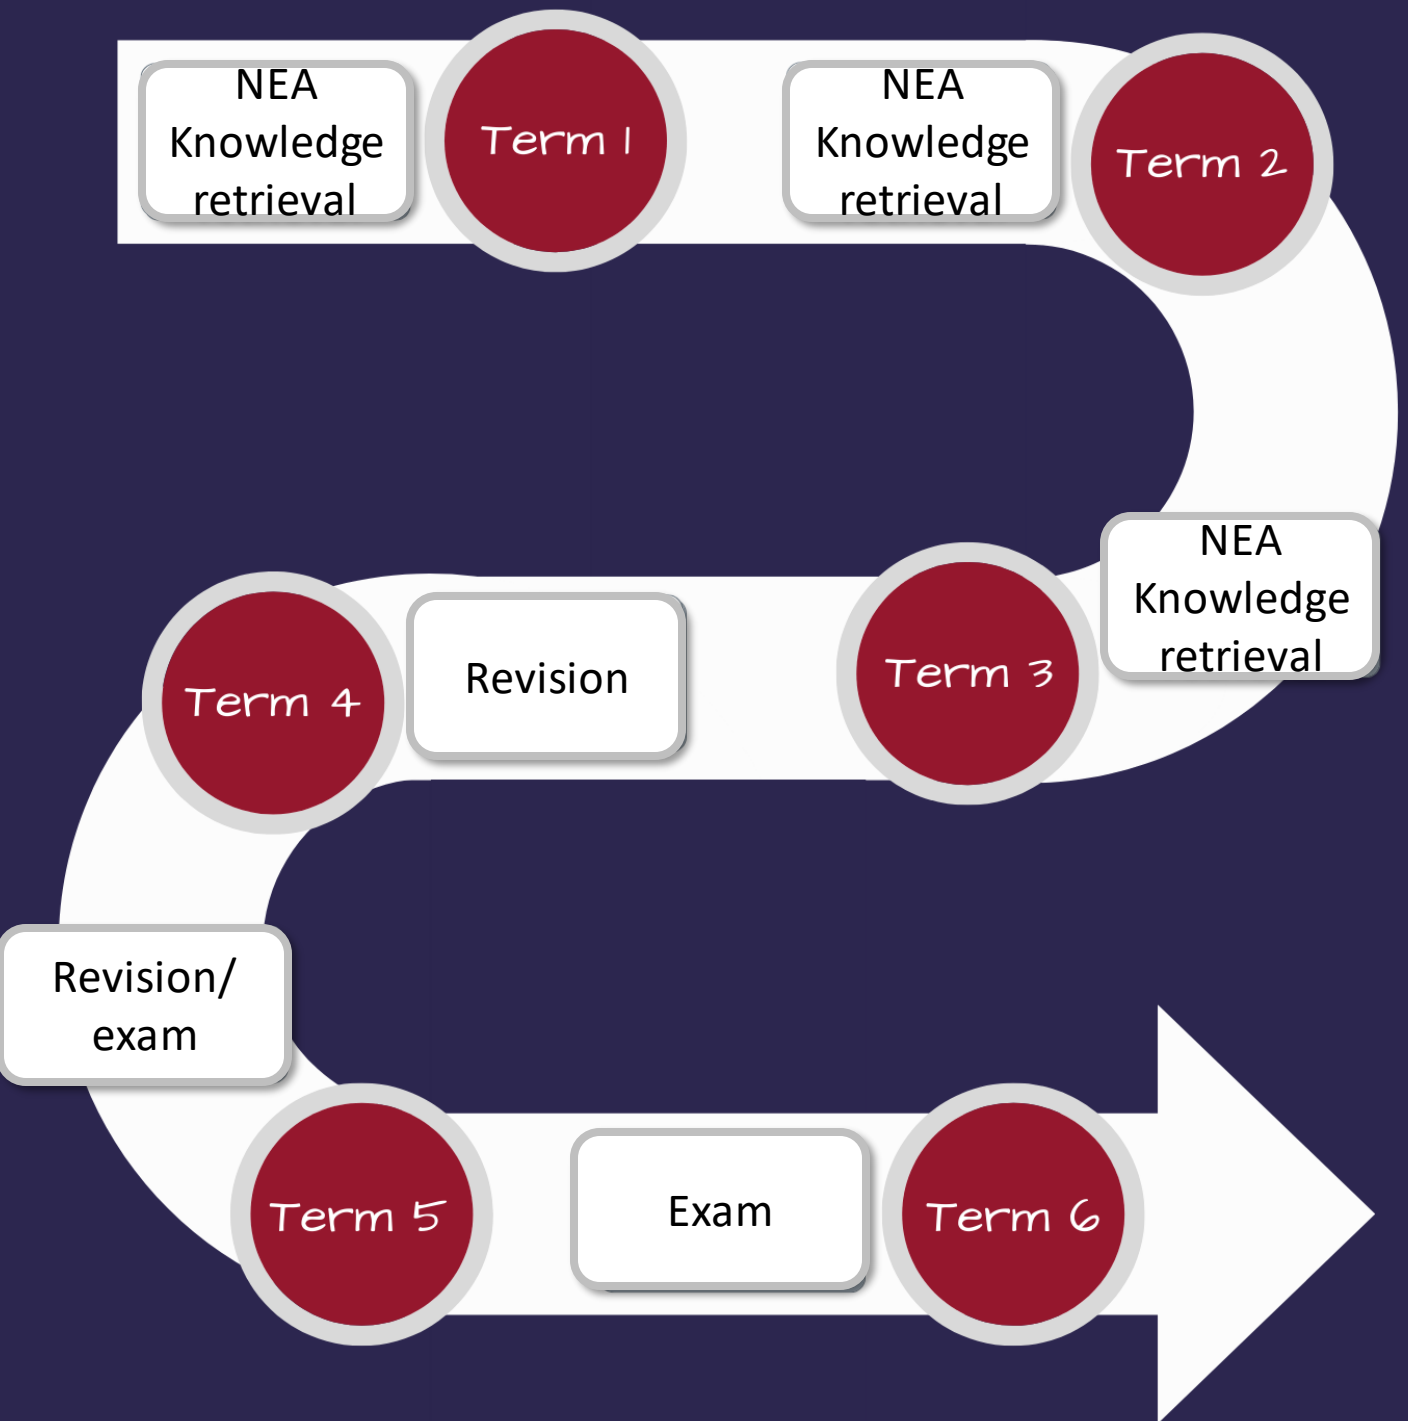 NEA
Knowledge
retrieval
Term 1
NEA
Knowledge
retrieval
Term 2
NEA
Knowledge
retrieval
Term 3
Revision
Term 4
Revision/
exam
Term 5
Exam
Term 6